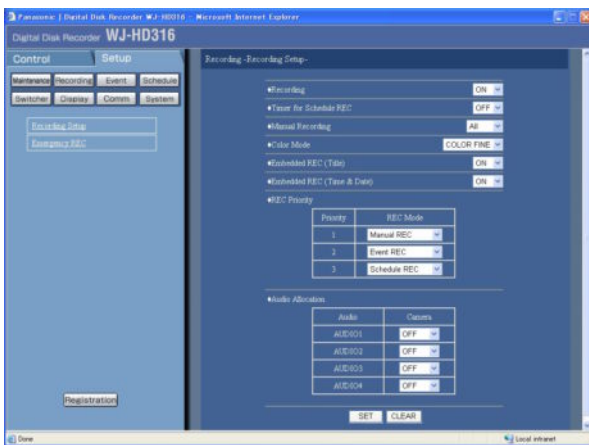 Panasonic | Digital Disk Recorder WJ-HD316 - Microsoft Internet Explorer
Digital Disk Recorder WJ-HD316
Control Setup
Maintenance Recording Event Schedule
Switcher Display Comm System
Recording Setup
Emergency REC
Registration
Recording -Recording Setup-
♦Recording ON
♦Timer for Schedule REC OFF
♦Manual Recording All
♦Color Mode COLOR FINE
♦Embedded REC (Title) ON
♦Embedded REC (Time & Date) ON
♦REC Priority
Priority REC Mode
1 Manual REC
2 Event REC
3 Schedule REC
♦Audio Allocation
Audio Camera
AUDIO1 OFF
AUDIO2 OFF
AUDIO3 OFF
AUDIO4 OFF
SET CLEAR
Done Local intranet